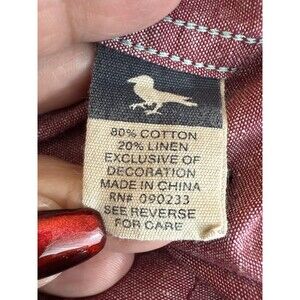 80% COTTON
20% LINEN
EXCLUSIVE OF
DECORATION
MADE IN CHINA
RN# 090233
SEE REVERSE
FOR CARE